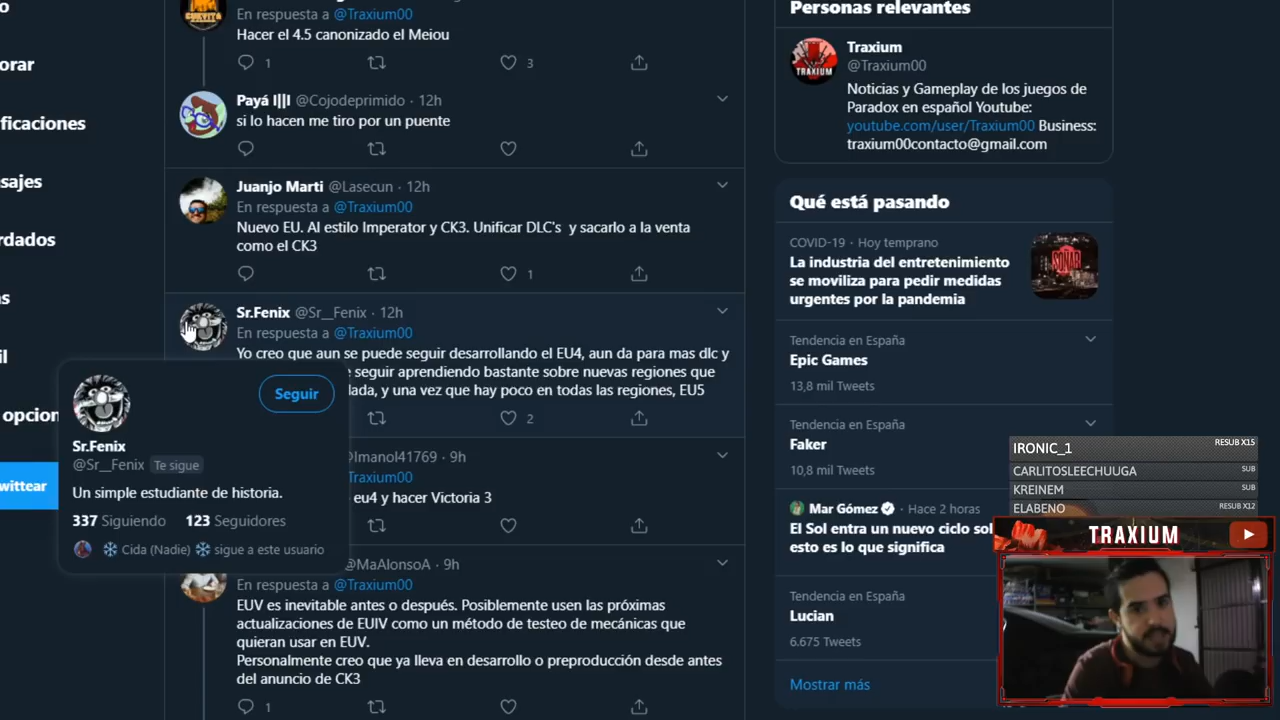 En respuesta a @Traxium00
Hacer el 4.5 canonizado el Meiou
1
3
Payá l||l @Cojodeprimido · 12h
si lo hacen me tiro por un puente
Juanjo Marti @Lasecun · 12h
En respuesta a @Traxium00
Nuevo EU. Al estilo Imperator y CK3. Unificar DLC's y sacarlo a la venta
como el CK3
1
Sr.Fenix @Sr__Fenix · 12h
En respuesta a @Traxium00
Yo creo que aun se puede seguir desarrollando el EU4, aun da para mas dlc y
seguir aprendiendo bastante sobre nuevas regiones que
lada, y una vez que hay poco en todas las regiones, EU5
2
Imanol41769 · 9h
Traxium00
eu4 y hacer Victoria 3
@MaAlonsoA · 9h
En respuesta a @Traxium00
EUV es inevitable antes o después. Posiblemente usen las próximas
actualizaciones de EUIV como un método de testeo de mecánicas que
quieran usar en EUV.
Personalmente creo que ya lleva en desarrollo o preproducción desde antes
del anuncio de CK3
1
orar
ificaciones
sajes
rdados
s
il
opcion
wittear
Seguir
Sr.Fenix
@Sr__Fenix Te sigue
Un simple estudiante de historia.
337 Siguiendo 123 Seguidores
Cida (Nadie) sigue a este usuario
Personas relevantes
Traxium
@Traxium00
Noticias y Gameplay de los juegos de
Paradox en español Youtube:
youtube.com/user/Traxium00 Business:
traxium00contacto@gmail.com
TRAXIUM
Qué está pasando
COVID-19 · Hoy temprano
La industria del entretenimiento
se moviliza para pedir medidas
urgentes por la pandemia
SONAR
Tendencia en España
Epic Games
13,8 mil Tweets
Tendencia en España
Faker
10,8 mil Tweets
Mar Gómez · Hace 2 horas
El Sol entra un nuevo ciclo sol
esto es lo que significa
Tendencia en España
Lucian
6.675 Tweets
Mostrar más
IRONIC_1 RESUB X15
CARLITOSLEECHUUGA SUB
KREINEM SUB
ELABENO RESUB X12
TRAXIUM